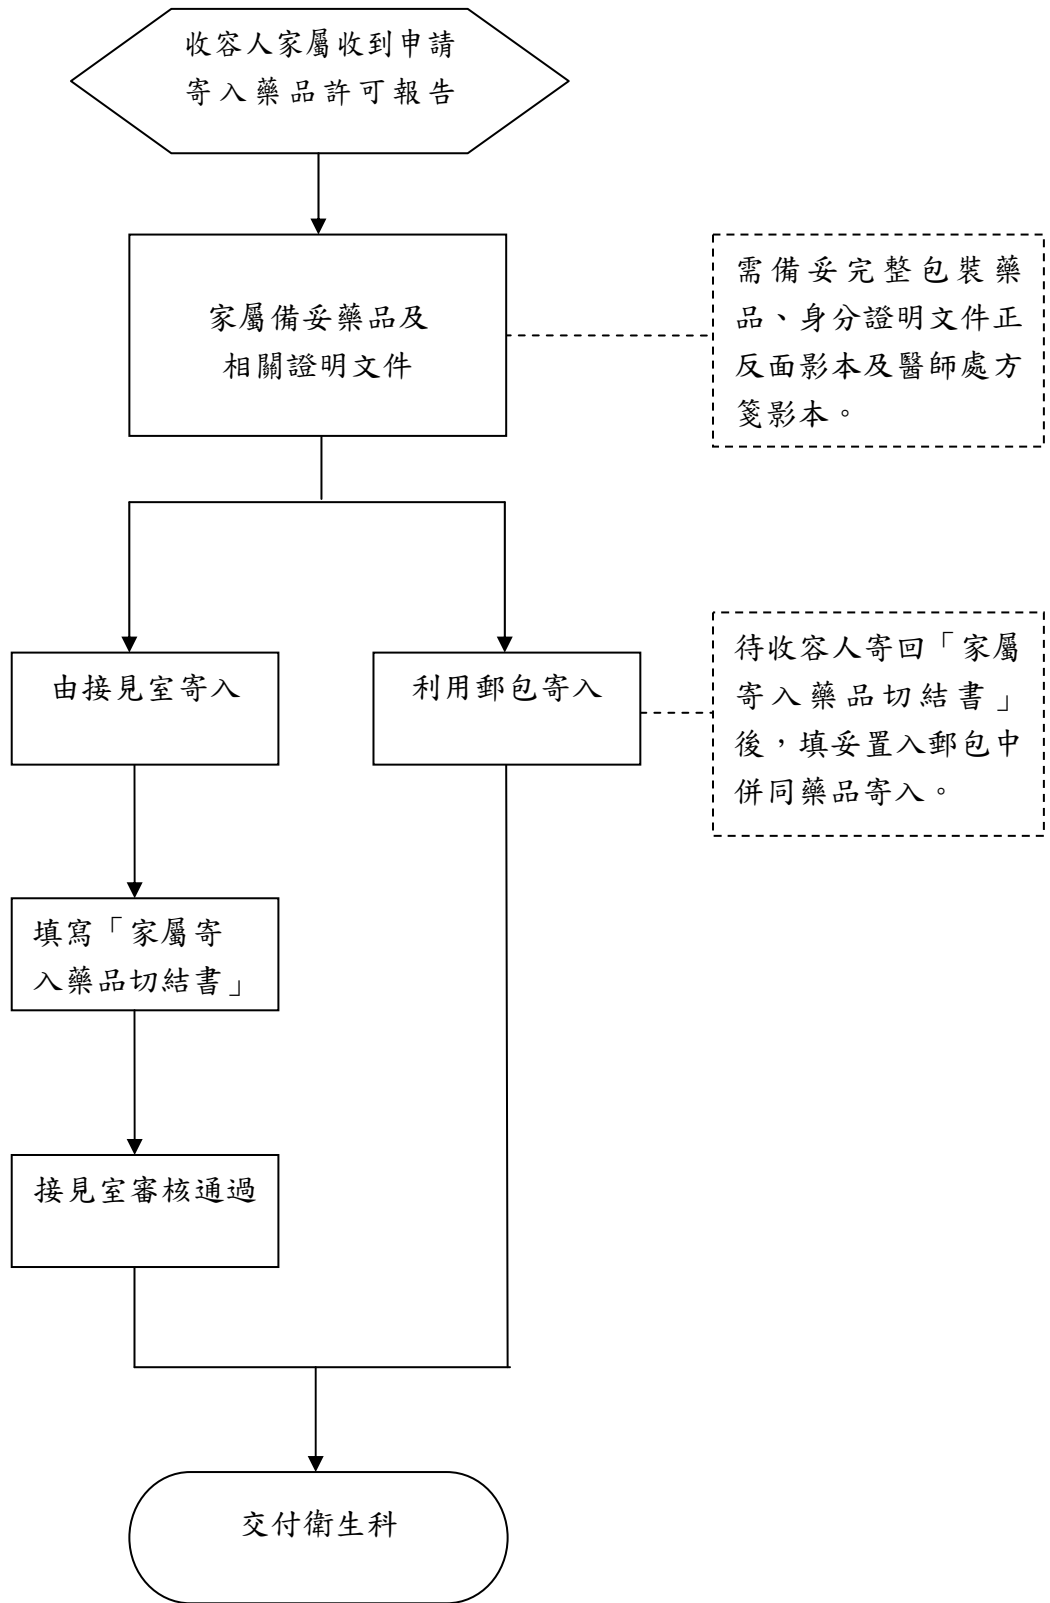 收容人家屬收到申請
寄入藥品許可報告
家屬備妥藥品及
相關證明文件
需備妥完整包裝藥
品、身分證明文件正
反面影本及醫師處方
箋影本。
由接見室寄入
利用郵包寄入
待收容人寄回「家屬
寄入藥品切結書」
後，填妥置入郵包中
併同藥品寄入。
填寫「家屬寄
入藥品切結書」
接見室審核通過
交付衛生科